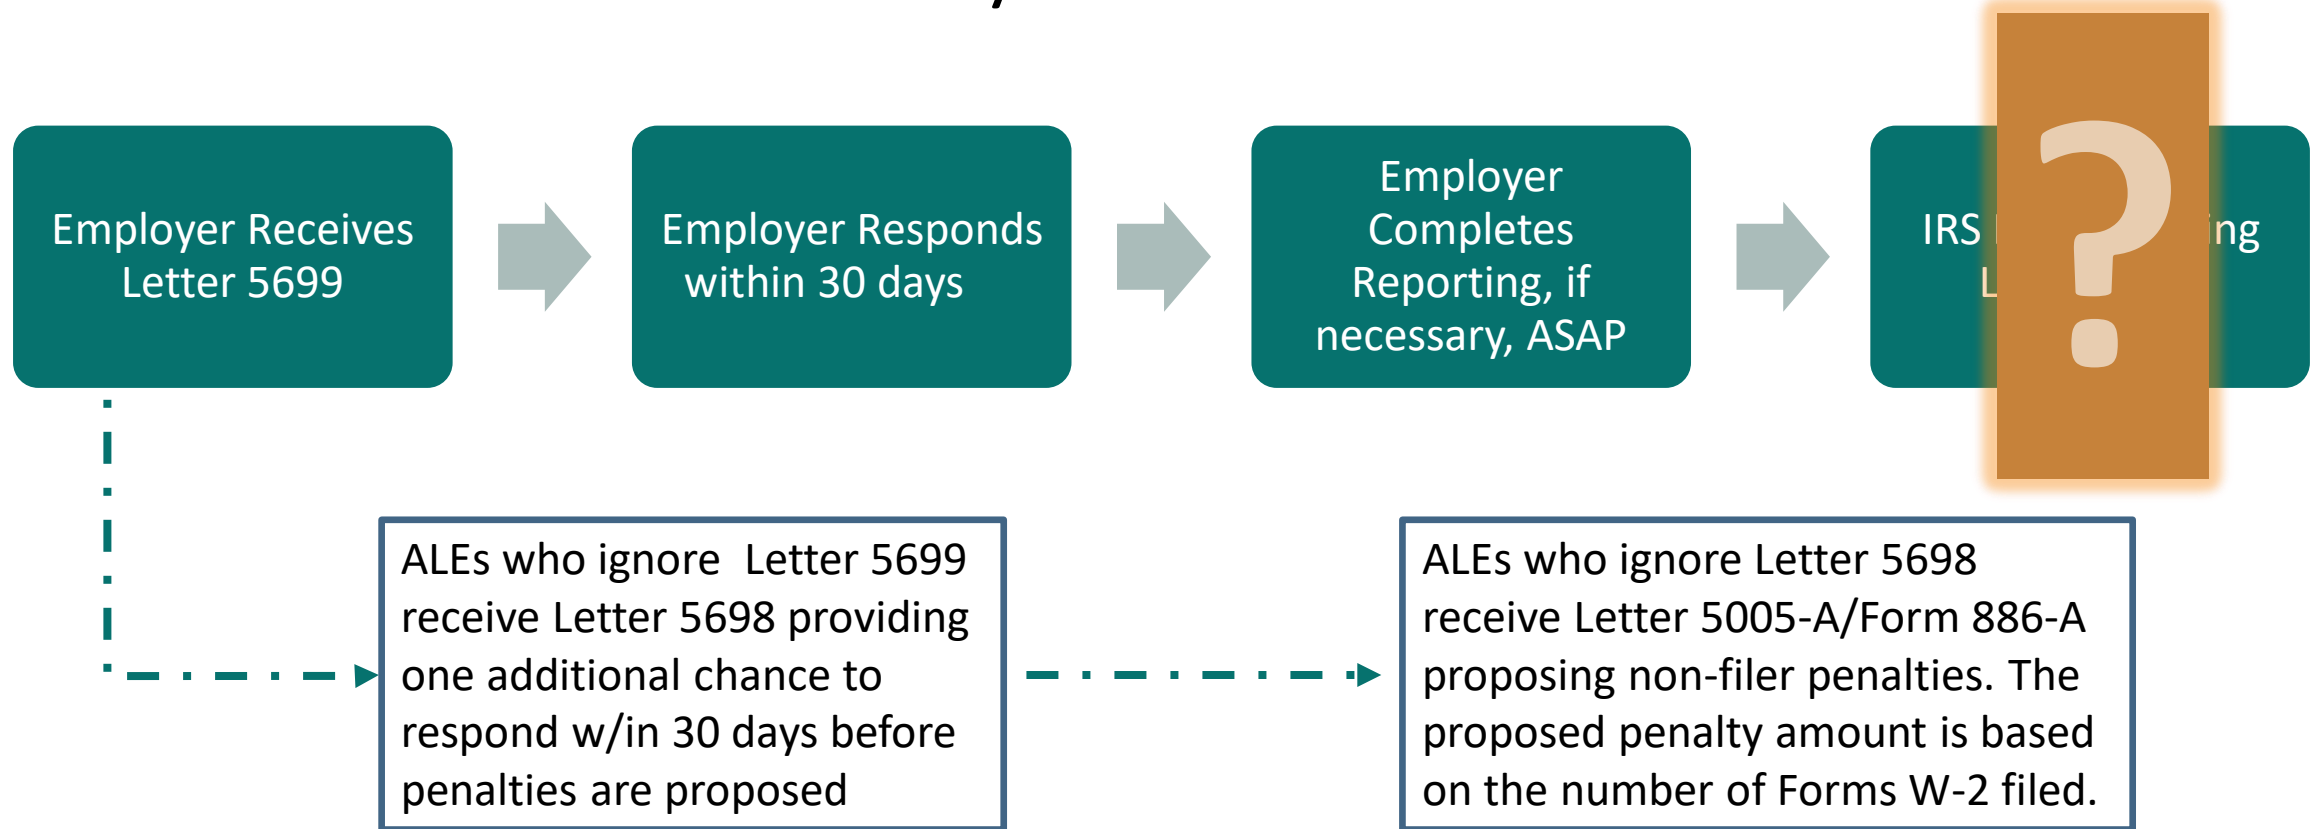 Employer Receives
Letter 5699
Employer Responds
within 30 days
Employer
Completes
Reporting, if
necessary, ASAP
IRS
?
ALEs who ignore  Letter 5699
receive Letter 5698 providing
one additional chance to
respond w/in 30 days before
penalties are proposed
ALEs who ignore Letter 5698
receive Letter 5005-A/Form 886-A
proposing non-filer penalties. The
proposed penalty amount is based
on the number of Forms W-2 filed.